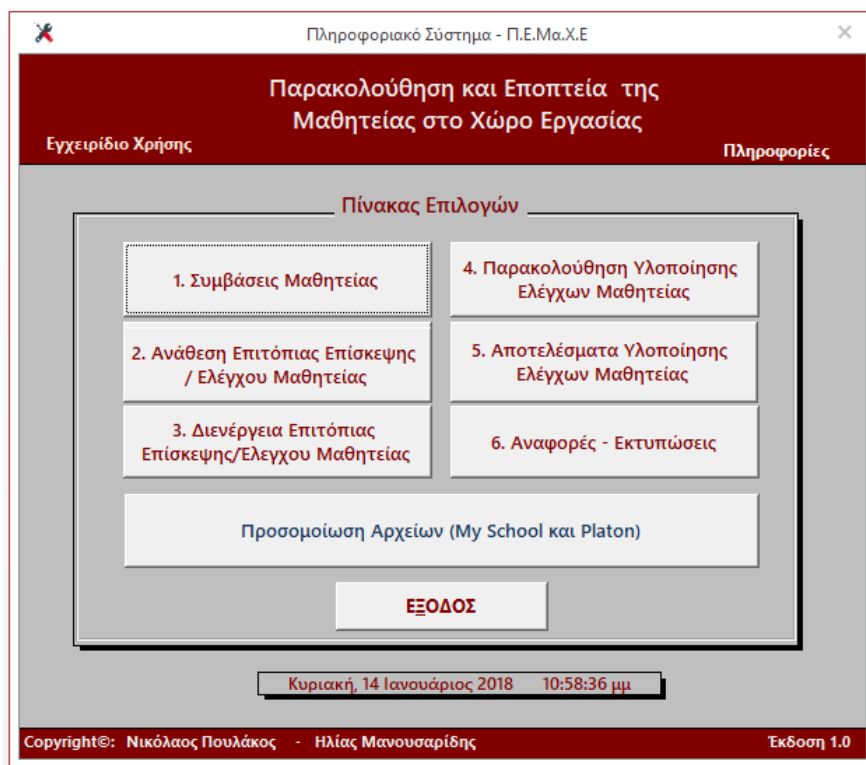 Πληροφοριακό Σύστημα - Π.Ε.Μα.Χ.Ε
Παρακολούθηση και Εποπτεία της
Μαθητείας στο Χώρο Εργασίας
Εγχειρίδιο Χρήσης
Πληροφορίες
Πίνακας Επιλογών
1. Συμβάσεις Μαθητείας
2. Ανάθεση Επιτόπιας Επίσκεψης
/ Ελέγχου Μαθητείας
3. Διενέργεια Επιτόπιας
Επίσκεψης/Ελεγχου Μαθητείας
4. Παρακολούθηση Υλοποίησης
Ελέγχων Μαθητείας
5. Αποτελέσματα Υλοποίησης
Ελέγχων Μαθητείας
6. Αναφορές - Εκτυπώσεις
Προσομοίωση Αρχείων (My School και Platon)
ΕΞΟΔΟΣ
Κυριακή, 14 Ιανουάριος 2018 10:58:36 μμ
Copyright©: Νικόλαος Πουλάκος - Ηλίας Μανουσαρίδης
Έκδοση 1.0